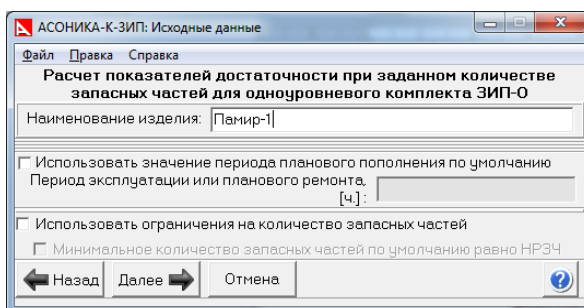 АСОНИКА-К-ЗИП: Исходные данные
Файл Правка Справка
Расчет показателей достаточности при заданном количестве
запасных частей для одноуровневого комплекта ЗИП-О
Наименование изделия: Памир-1
Использовать значение периода планового пополнения по умолчанию
Период эксплуатации или планового ремонта,
[ч.] :
Использовать ограничения на количество запасных частей
Минимальное количество запасных частей по умолчанию равно НРЗЧ
Назад Далее Отмена ?